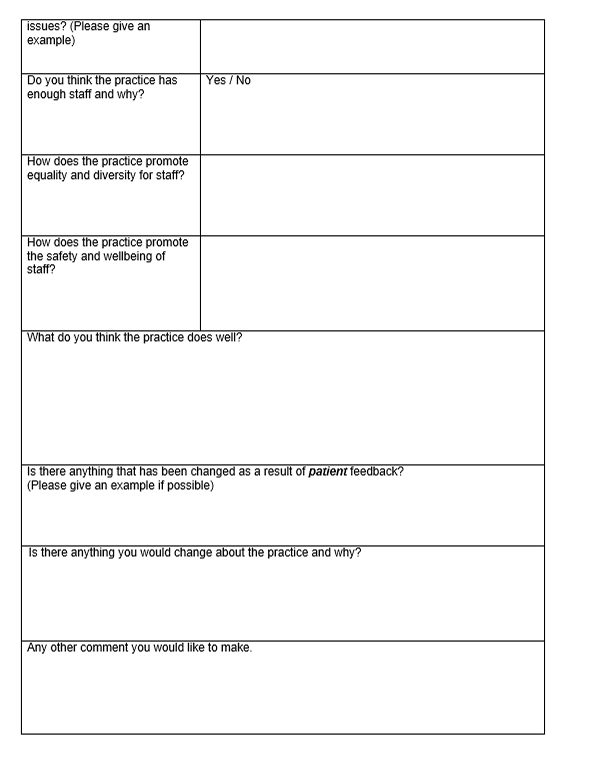 issues? (Please give an
example)
Do you think the practice has
enough staff and why?
Yes / No
How does the practice promote
equality and diversity for staff?
How does the practice promote
the safety and wellbeing of
staff?
What do you think the practice does well?
Is there anything that has been changed as a result of patient feedback?
(Please give an example if possible)
Is there anything you would change about the practice and why?
Any other comment you would like to make.